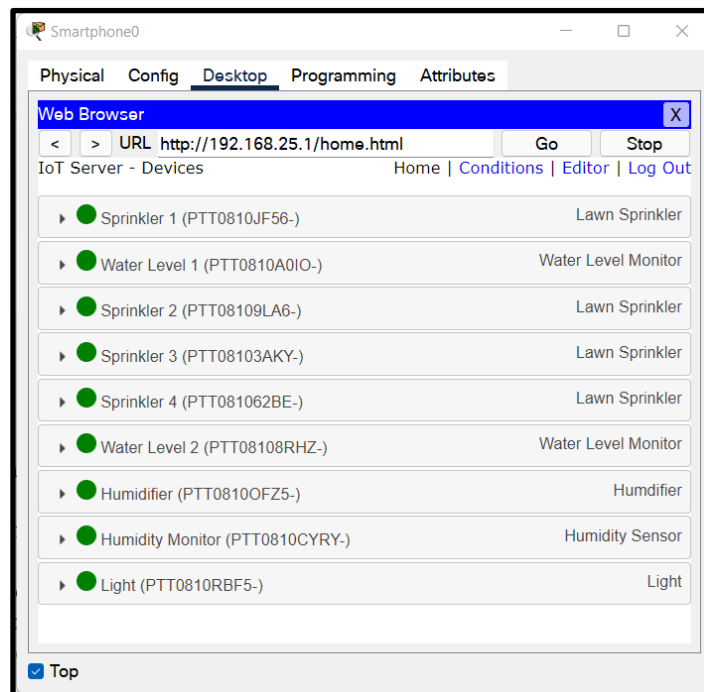 Smartphone0
Physical Config Desktop Programming Attributes
Web Browser X
< > URL http://192.168.25.1/home.html Go Stop
IoT Server - Devices Home | Conditions | Editor | Log Out
Sprinkler 1 (PTT0810JF56-) Lawn Sprinkler
Water Level 1 (PTT0810A0IO-) Water Level Monitor
Sprinkler 2 (PTT08109LA6-) Lawn Sprinkler
Sprinkler 3 (PTT08103AKY-) Lawn Sprinkler
Sprinkler 4 (PTT081062BE-) Lawn Sprinkler
Water Level 2 (PTT08108RHZ-) Water Level Monitor
Humidifier (PTT0810OFZ5-) Humdifier
Humidity Monitor (PTT0810CYRY-) Humidity Sensor
Light (PTT0810RBF5-) Light
Top